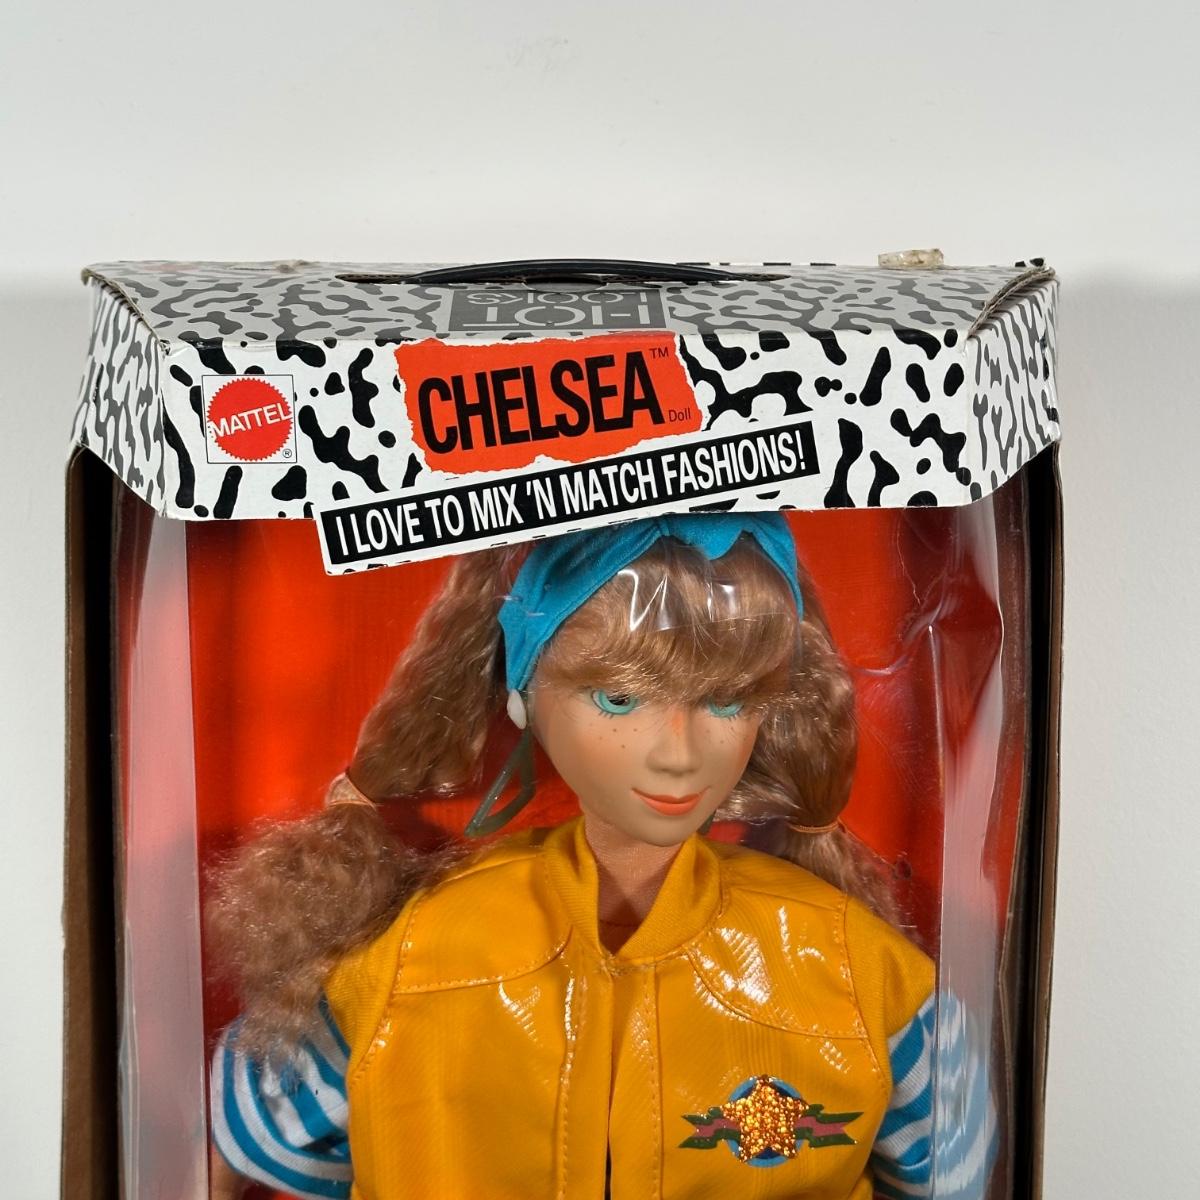 HOT
LOOKS
MATTEL
®
CHELSEA™
Doll
I LOVE TO MIX 'N MATCH FASHIONS!